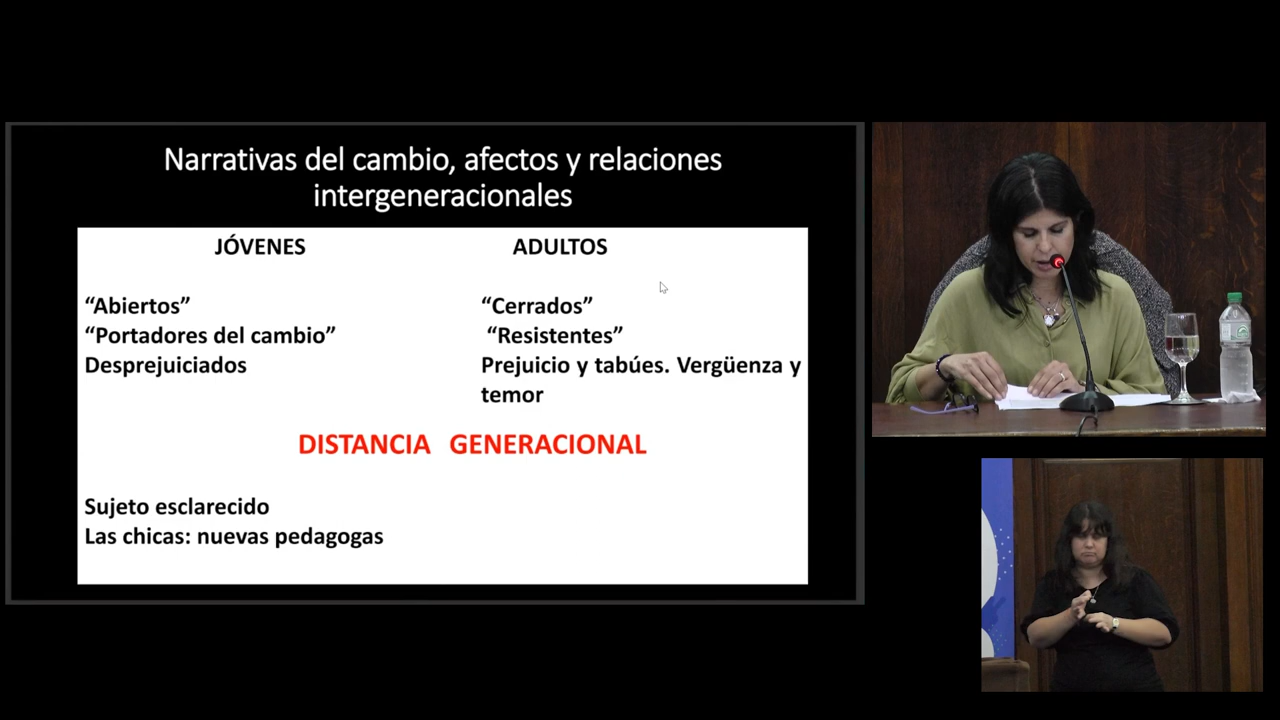 Narrativas del cambio, afectos y relaciones
intergeneracionales
JÓVENES ADULTOS
“Abiertos” “Cerrados”
“Portadores del cambio” “Resistentes”
Desprejuiciados Prejuicio y tabúes. Vergüenza y
temor
DISTANCIA GENERACIONAL
Sujeto esclarecido
Las chicas: nuevas pedagogas